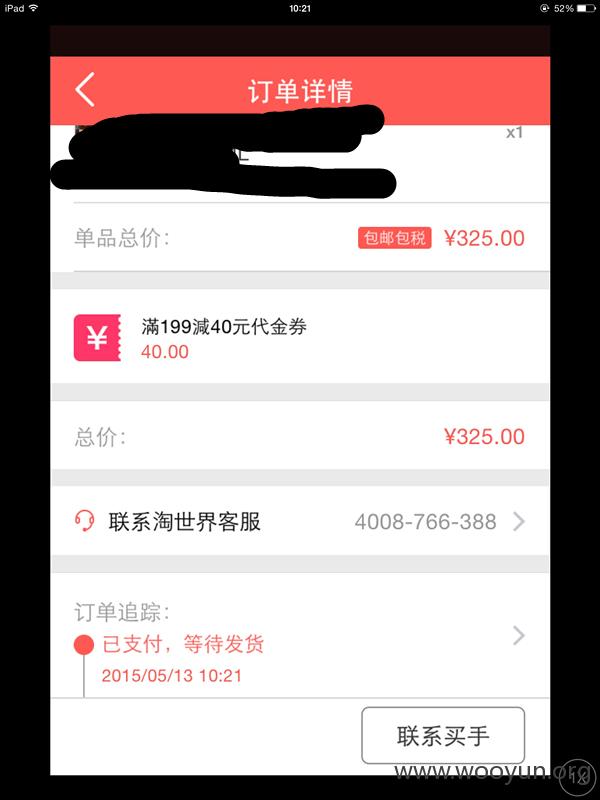 iPad 10:21 52%
订单详情
x1
单品总价： 包邮包税 ¥325.00
¥ 滿199減40元代金券
40.00
总价： ¥325.00
联系淘世界客服 4008-766-388
订单追踪：
已支付，等待发货
2015/05/13 10:21
联系买手
www.wooyun.org